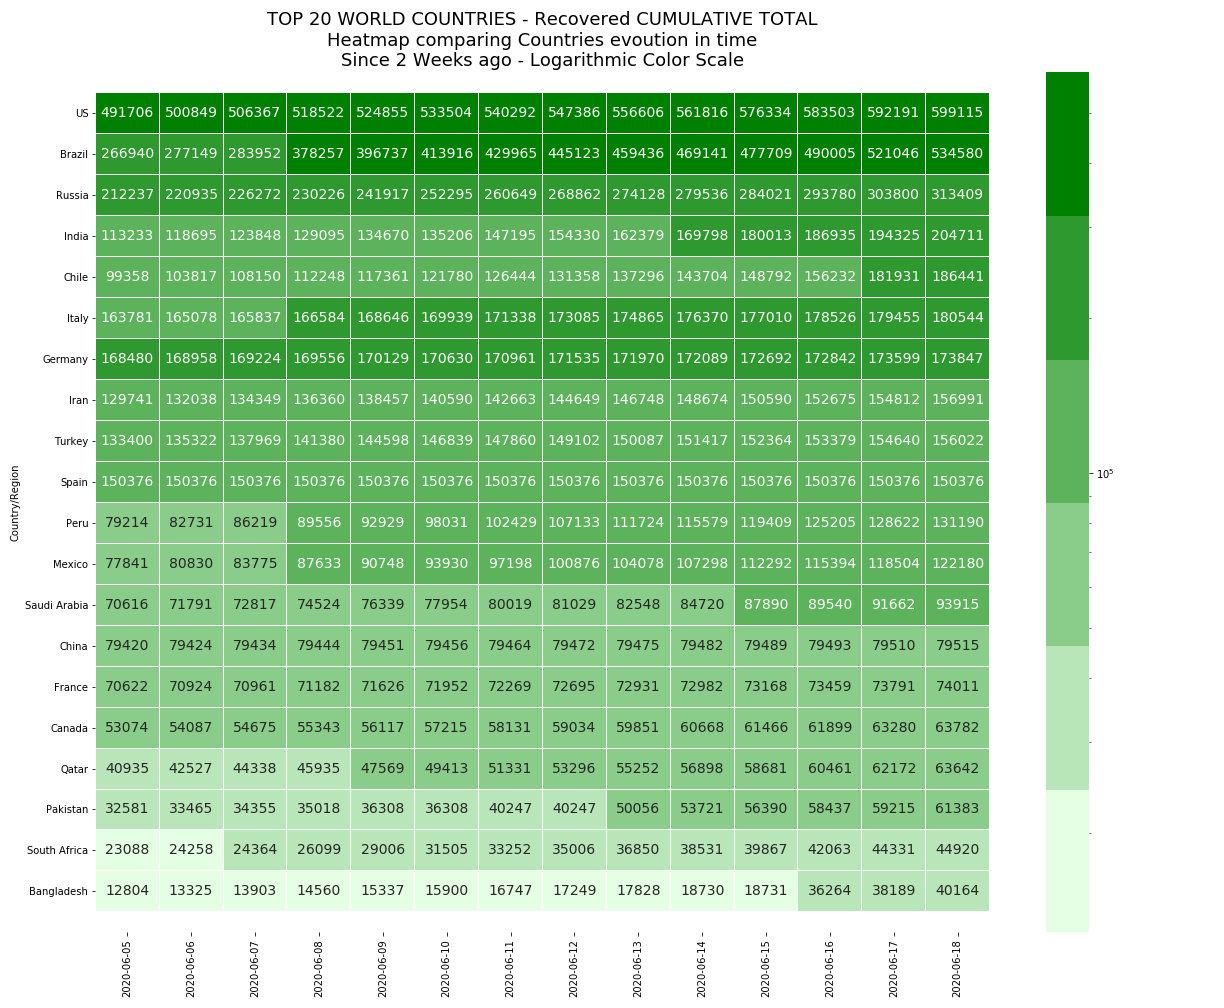 TOP 20 WORLD COUNTRIES - Recovered CUMULATIVE TOTAL
Heatmap comparing Countries evoution in time
Since 2 Weeks ago - Logarithmic Color Scale
US 491706 500849 506367 518522 524855 533504 540292 547386 556606 561816 576334 583503 592191 599115
Brazil 266940 277149 283952 378257 396737 413916 429965 445123 459436 469141 477709 490005 521046 534580
Russia 212237 220935 226272 230226 241917 252295 260649 268862 274128 279536 284021 293780 303800 313409
India 113233 118695 123848 129095 134670 135206 147195 154330 162379 169798 180013 186935 194325 204711
Chile 99358 103817 108150 112248 117361 121780 126444 131358 137296 143704 148792 156232 181931 186441
Italy 163781 165078 165837 166584 168646 169939 171338 173085 174865 176370 177010 178526 179455 180544
Germany 168480 168958 169224 169556 170129 170630 170961 171535 171970 172089 172692 172842 173599 173847
Iran 129741 132038 134349 136360 138457 140590 142663 144649 146748 148674 150590 152675 154812 156991
Turkey 133400 135322 137969 141380 144598 146839 147860 149102 150087 151417 152364 153379 154640 156022
Spain 150376 150376 150376 150376 150376 150376 150376 150376 150376 150376 150376 150376 150376 150376
Peru 79214 82731 86219 89556 92929 98031 102429 107133 111724 115579 119409 125205 128622 131190
Mexico 77841 80830 83775 87633 90748 93930 97198 100876 104078 107298 112292 115394 118504 122180
Saudi Arabia 70616 71791 72817 74524 76339 77954 80019 81029 82548 84720 87890 89540 91662 93915
China 79420 79424 79434 79444 79451 79456 79464 79472 79475 79482 79489 79493 79510 79515
France 70622 70924 70961 71182 71626 71952 72269 72695 72931 72982 73168 73459 73791 74011
Canada 53074 54087 54675 55343 56117 57215 58131 59034 59851 60668 61466 61899 63280 63782
Qatar 40935 42527 44338 45935 47569 49413 51331 53296 55252 56898 58681 60461 62172 63642
Pakistan 32581 33465 34355 35018 36308 36308 40247 40247 50056 53721 56390 58437 59215 61383
South Africa 23088 24258 24364 26099 29006 31505 33252 35006 36850 38531 39867 42063 44331 44920
Bangladesh 12804 13325 13903 14560 15337 15900 16747 17249 17828 18730 18731 36264 38189 40164
2020-06-05 2020-06-06 2020-06-07 2020-06-08 2020-06-09 2020-06-10 2020-06-11 2020-06-12 2020-06-13 2020-06-14 2020-06-15 2020-06-16 2020-06-17 2020-06-18
Country/Region
10⁵